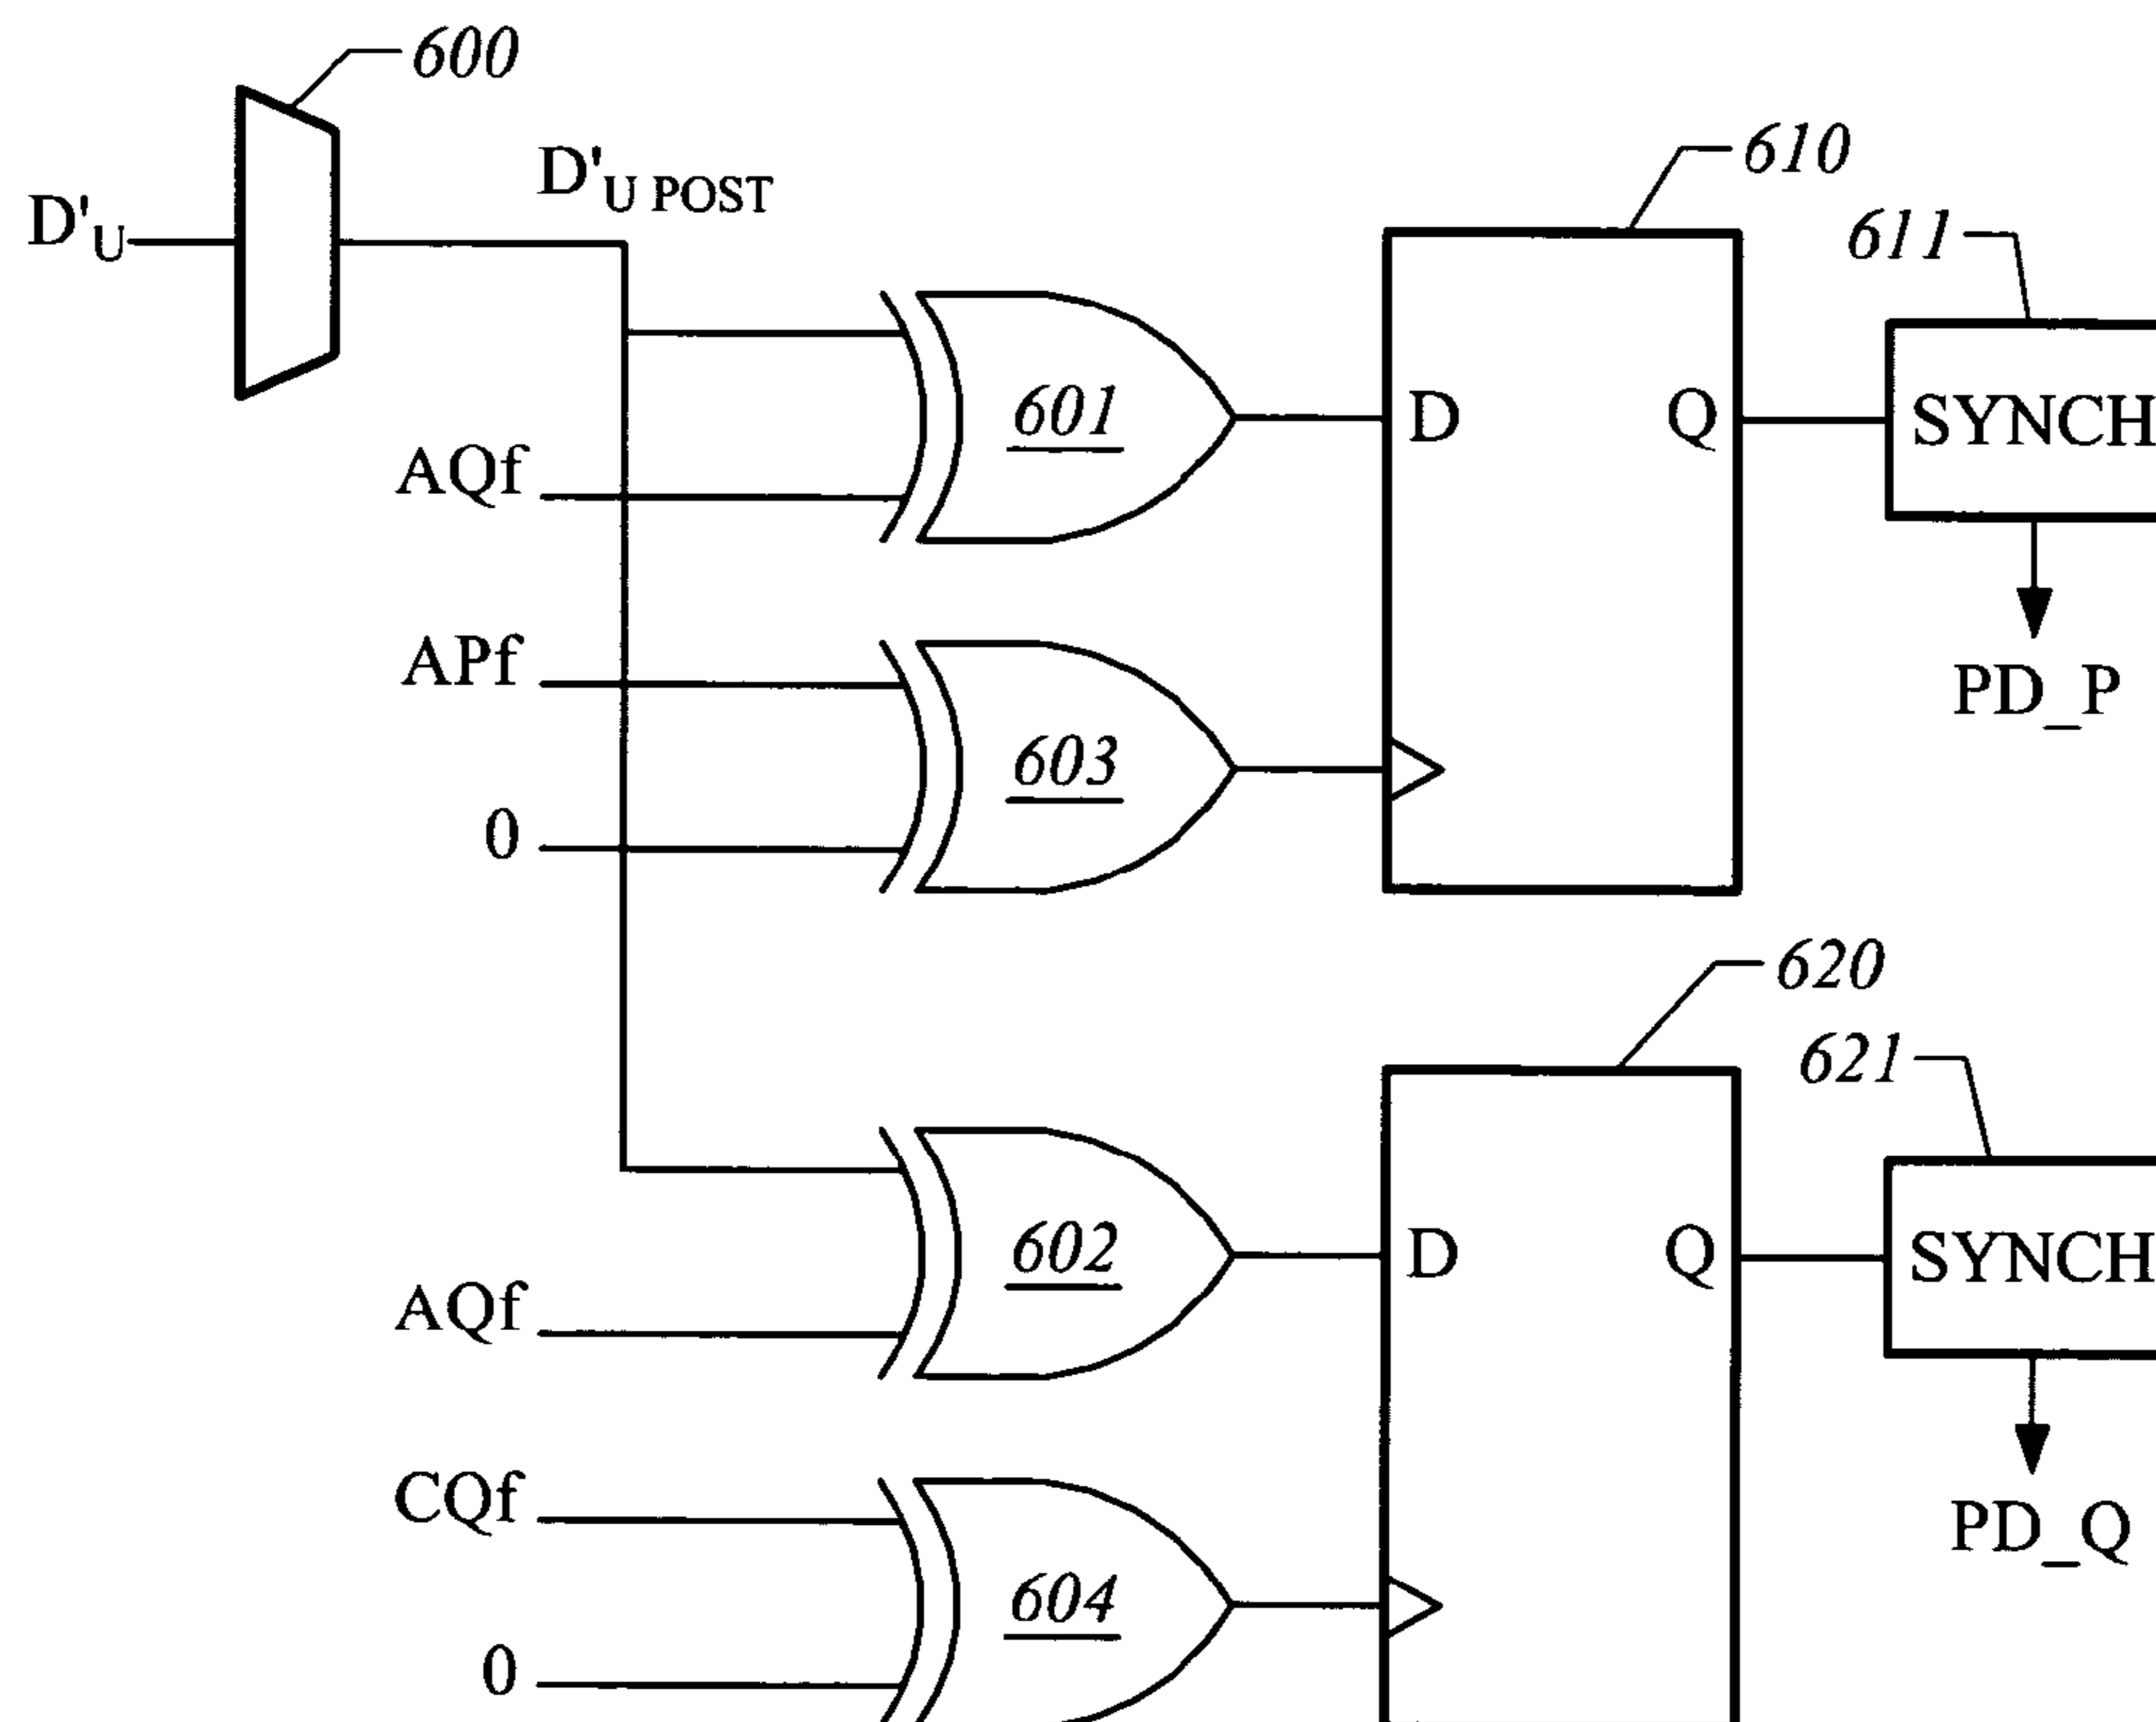 600
D'U
D'U POST
610
611
AQf
601
D
Q
SYNCH
APf
603
0
PD_P
620
621
602
D
Q
SYNCH
AQf
CQf
604
0
PD_Q